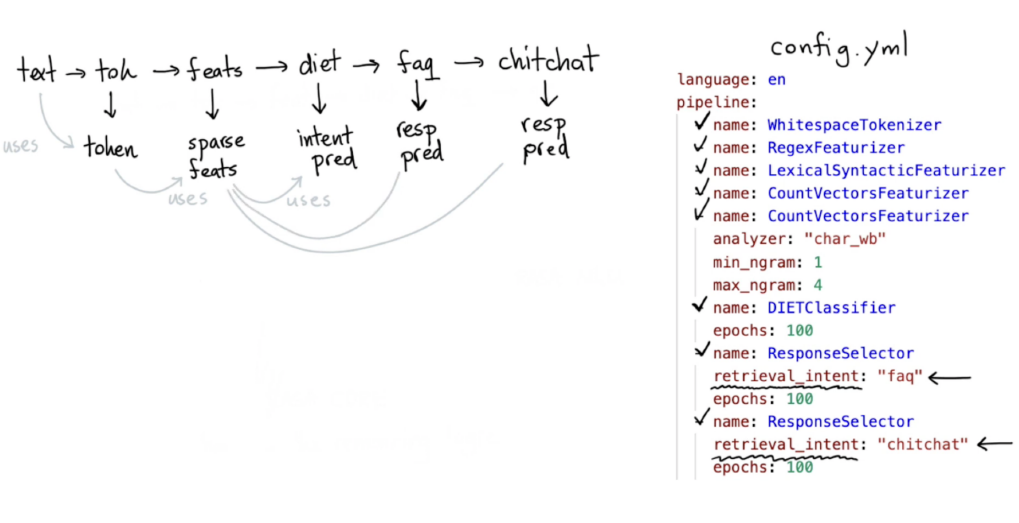 text → tok → feats → diet → faq → chitchat
uses
token
sparse
feats
intent
pred
resp
pred
resp
pred
uses
uses
config.yml
language: en
pipeline:
✓ name: WhitespaceTokenizer
✓ name: RegexFeaturizer
✓ name: LexicalSyntacticFeaturizer
✓ name: CountVectorsFeaturizer
✓ name: CountVectorsFeaturizer
analyzer: "char_wb"
min_ngram: 1
max_ngram: 4
✓ name: DIETClassifier
epochs: 100
✓ name: ResponseSelector
retrieval_intent: "faq" ←
epochs: 100
✓ name: ResponseSelector
retrieval_intent: "chitchat" ←
epochs: 100